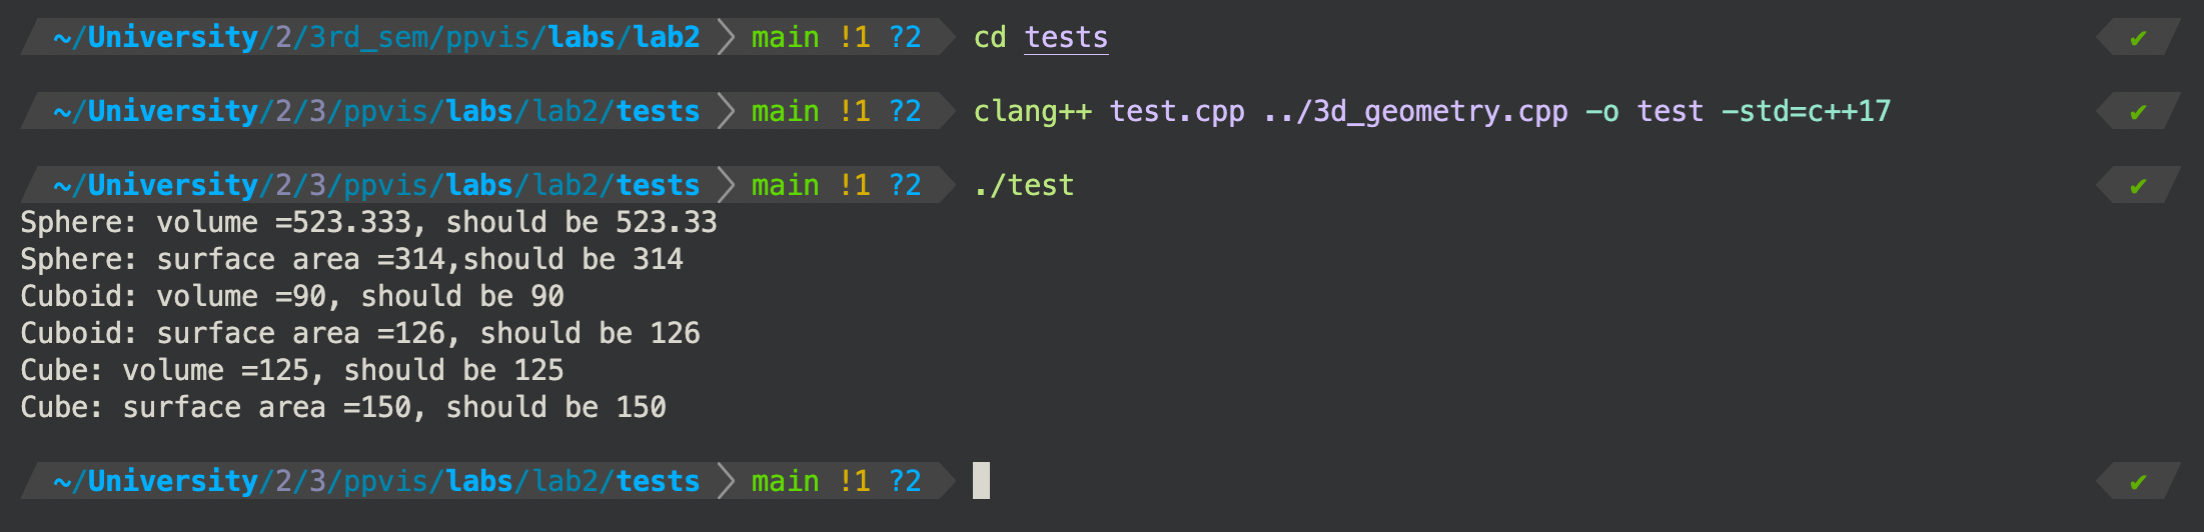 ~/University/2/3rd_sem/ppvis/labs/lab2 main !1 ?2 cd tests ✔
~/University/2/3/ppvis/labs/lab2/tests main !1 ?2 clang++ test.cpp ../3d_geometry.cpp -o test -std=c++17 ✔
~/University/2/3/ppvis/labs/lab2/tests main !1 ?2 ./test ✔
Sphere: volume =523.333, should be 523.33
Sphere: surface area =314,should be 314
Cuboid: volume =90, should be 90
Cuboid: surface area =126, should be 126
Cube: volume =125, should be 125
Cube: surface area =150, should be 150
~/University/2/3/ppvis/labs/lab2/tests main !1 ?2 ✔